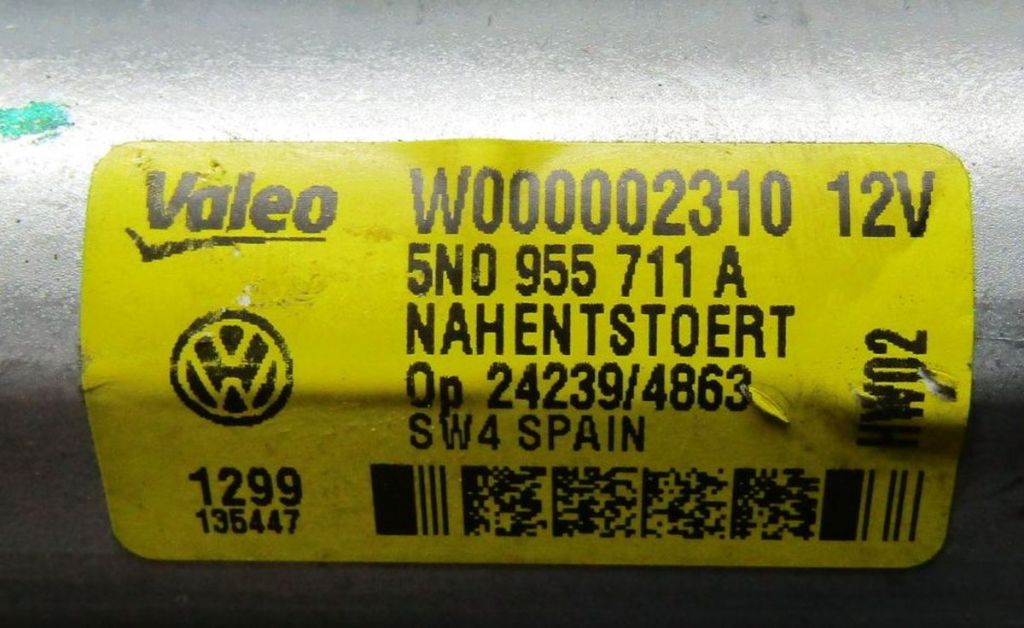 Valeo
W000002310 12V
5N0 955 711 A
NAHENTSTOERT
Op 24239/4863
SW4 SPAIN
HW02
1299
135447